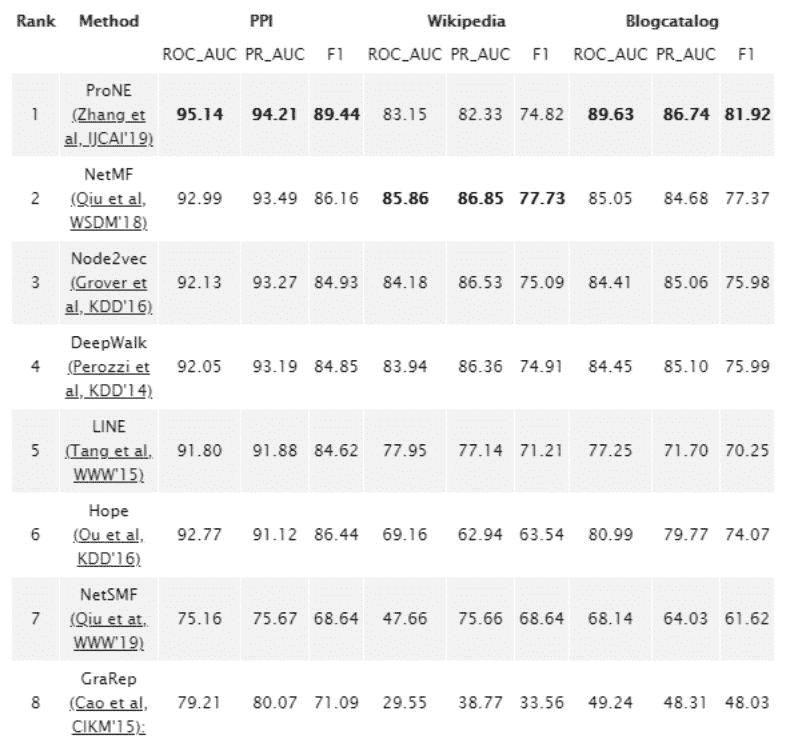 Rank Method PPI Wikipedia Blogcatalog
ROC_AUC PR_AUC F1 ROC_AUC PR_AUC F1 ROC_AUC PR_AUC F1
ProNE
1 (Zhang et 95.14 94.21 89.44 83.15 82.33 74.82 89.63 86.74 81.92
al, IJCAI'19)
NetMF
2 (Qiu et al, 92.99 93.49 86.16 85.86 86.85 77.73 85.05 84.68 77.37
WSDM'18)
Node2vec
3 (Grover et 92.13 93.27 84.93 84.18 86.53 75.09 84.41 85.06 75.98
al, KDD'16)
DeepWalk
4 (Perozzi et 92.05 93.19 84.85 83.94 86.36 74.91 84.45 85.10 75.99
al, KDD'14)
LINE
5 (Tang et al, 91.80 91.88 84.62 77.95 77.14 71.21 77.25 71.70 70.25
WWW'15)
Hope
6 (Ou et al, 92.77 91.12 86.44 69.16 62.94 63.54 80.99 79.77 74.07
KDD'16)
NetSMF
7 (Qiu et at, 75.16 75.67 68.64 47.66 75.66 68.64 68.14 64.03 61.62
WWW'19)
GraRep
8 (Cao et al, 79.21 80.07 71.09 29.55 38.77 33.56 49.24 48.31 48.03
CIKM'15):